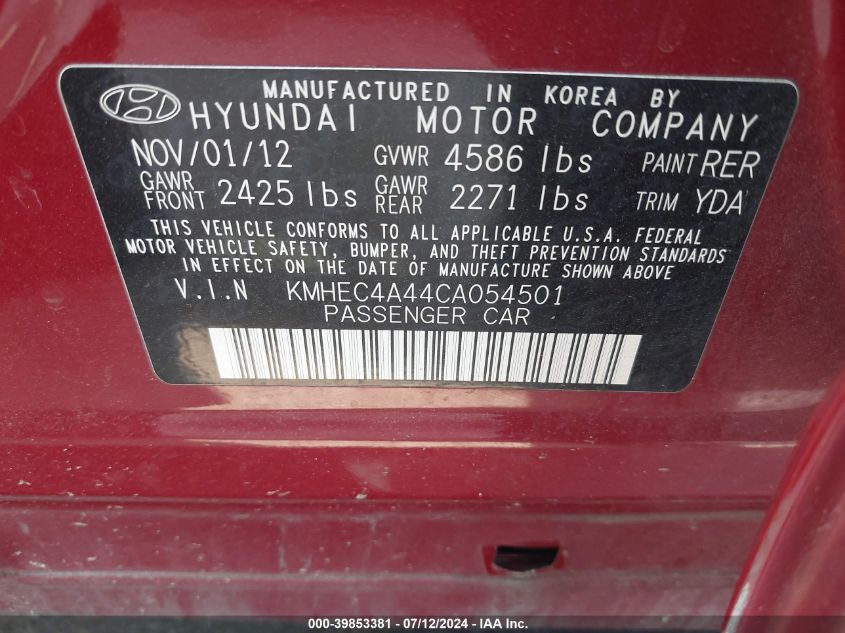 MANUFACTURED IN KOREA BY
HYUNDAI MOTOR COMPANY
NOV/01/12 GVWR 4586 lbs PAINT RER
GAWR FRONT 2425 lbs GAWR REAR 2271 lbs TRIM YDA
THIS VEHICLE CONFORMS TO ALL APPLICABLE U.S.A. FEDERAL
MOTOR VEHICLE SAFETY, BUMPER, AND THEFT PREVENTION STANDARDS
IN EFFECT ON THE DATE OF MANUFACTURE SHOWN ABOVE
V.I.N KMHEC4A44CA054501
PASSENGER CAR
000-39853381 - 07/12/2024 - IAA Inc.